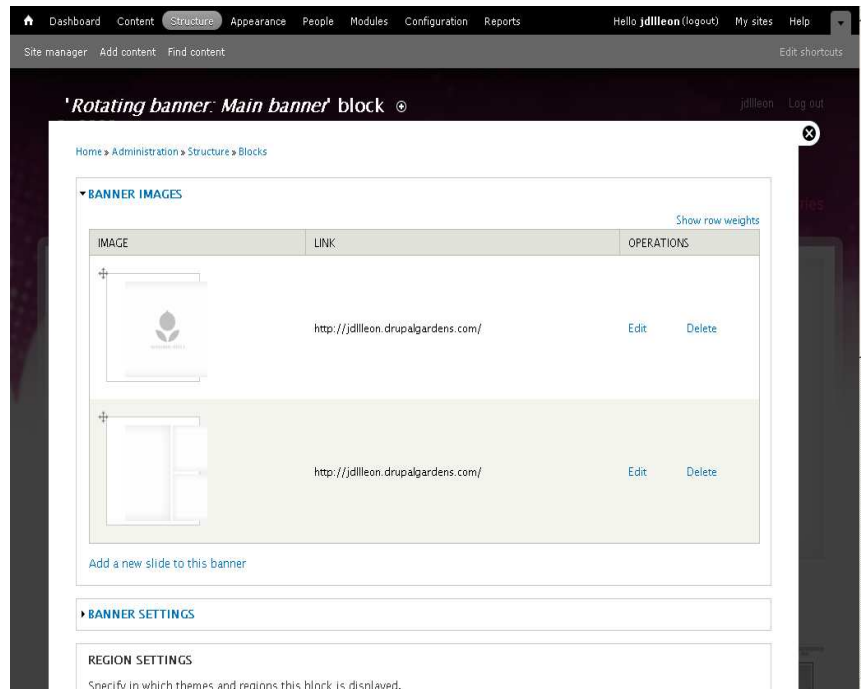 Dashboard Content Structure Appearance People Modules Configuration Reports Hello jdllleon (logout) My sites Help
Site manager Add content Find content Edit shortcuts
'Rotating banner: Main banner' block
jdllleon Log out
Home » Administration » Structure » Blocks
BANNER IMAGES
Show row weights
IMAGE LINK OPERATIONS
http://jdllleon.drupalgardens.com/ Edit Delete
http://jdllleon.drupalgardens.com/ Edit Delete
Add a new slide to this banner
BANNER SETTINGS
REGION SETTINGS
Specify in which themes and regions this block is displayed.